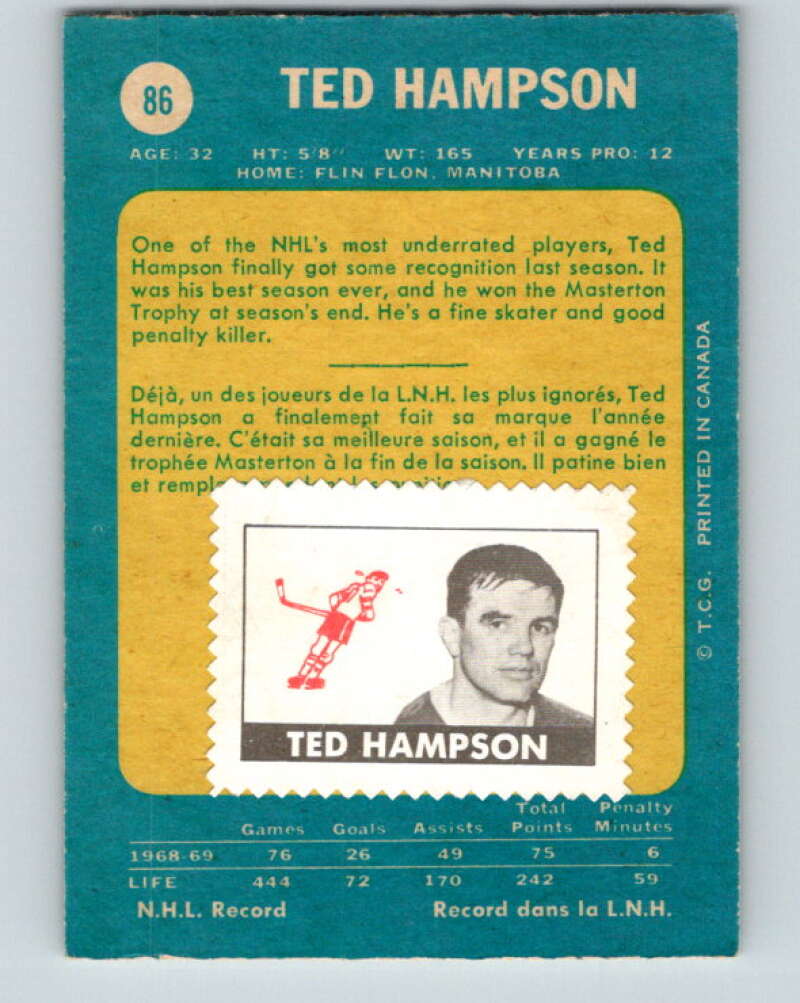 86
TED HAMPSON
AGE: 32 HT: 5'8" WT: 165 YEARS PRO: 12
HOME: FLIN FLON, MANITOBA
One of the NHL's most underrated players, Ted
Hampson finally got some recognition last season. It
was his best season ever, and he won the Masterton
Trophy at season's end. He's a fine skater and good
penalty killer.
Déjà, un des joueurs de la L.N.H. les plus ignorés, Ted
Hampson a finalement fait sa marque l'année
dernière. C'était sa meilleure saison, et il a gagné le
trophée Masterton à la fin de la saison. Il patine bien
et
TED HAMPSON
© T.C.G. PRINTED IN CANADA
Total Penalty
Games Goals Assists Points Minutes
1968-69 76 26 49 75 6
LIFE 444 72 170 242 59
N.H.L. Record Record dans la L.N.H.